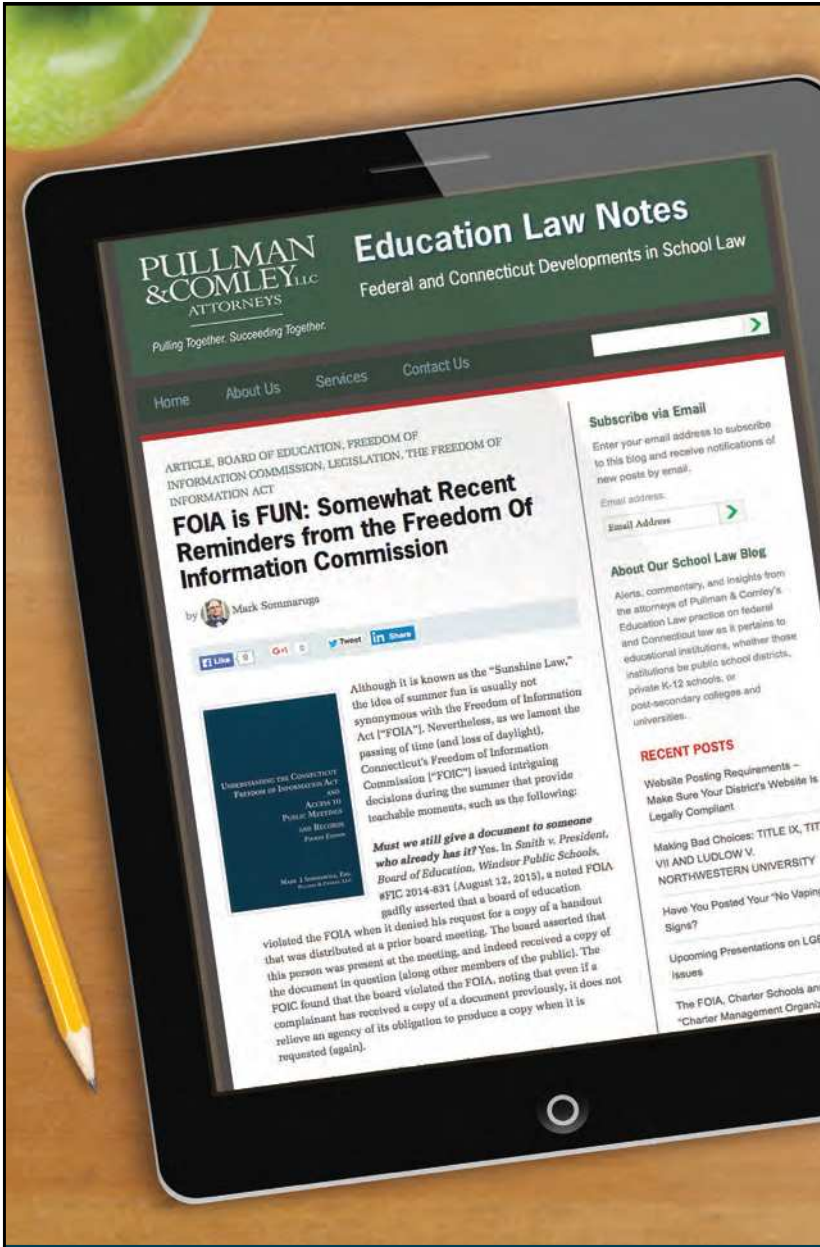 PULLMAN
& COMLEY LLC
ATTORNEYS
Pulling Together. Succeeding Together.
Education Law Notes
Federal and Connecticut Developments in School Law
Home
About Us
Services
Contact Us
ARTICLE, BOARD OF EDUCATION, FREEDOM OF
INFORMATION COMMISSION, LEGISLATION, THE FREEDOM OF
INFORMATION ACT
FOIA is FUN: Somewhat Recent
Reminders from the Freedom Of
Information Commission
by Mark Sommaruga
Like 0
G+1 0
Tweet
in Share
UNDERSTANDING THE CONNECTICUT
FREEDOM OF INFORMATION ACT
AND
ACCESS TO
PUBLIC MEETINGS
AND RECORDS
Although it is known as the “Sunshine Law,”
the idea of summer fun is usually not
synonymous with the Freedom of Information
Act [“FOIA”]. Nevertheless, as we lament the
passing of time (and loss of daylight),
Connecticut’s Freedom of Information
Commission [“FOIC”] issued intriguing
decisions during the summer that provide
teachable moments, such as the following:
Must we still give a document to someone
who already has it? Yes. In Smith v. President,
Board of Education, Windsor Public Schools,
#FIC 2014-831 (August 12, 2015), a noted FOIA
gadfly asserted that a board of education
violated the FOIA when it denied his request for a copy of a handout
that was distributed at a prior board meeting. The board asserted that
this person was present at the meeting, and indeed received a copy of
the document in question (along other members of the public). The
FOIC found that the board violated the FOIA, noting that even if a
complainant has received a copy of a document previously, it does not
relieve an agency of its obligation to produce a copy when it is
requested (again).
Subscribe via Email
Enter your email address to subscribe
to this blog and receive notifications of
new posts by email.
Email address:
Email Address
About Our School Law Blog
Alerts, commentary, and insights from
the attorneys of Pullman & Comley’s
Education Law practice on federal
and Connecticut law as it pertains to
educational institutions, whether those
institutions be public school districts,
private K-12 schools, or
post-secondary colleges and
universities.
RECENT POSTS
Website Posting Requirements –
Make Sure Your District’s Website Is
Legally Compliant
Making Bad Choices: TITLE IX, TIT
VII AND LUDLOW V.
NORTHWESTERN UNIVERSITY
Have You Posted Your “No Vaping
Signs?
Upcoming Presentations on LGB
Issues
The FOIA, Charter Schools an
“Charter Management Organiz